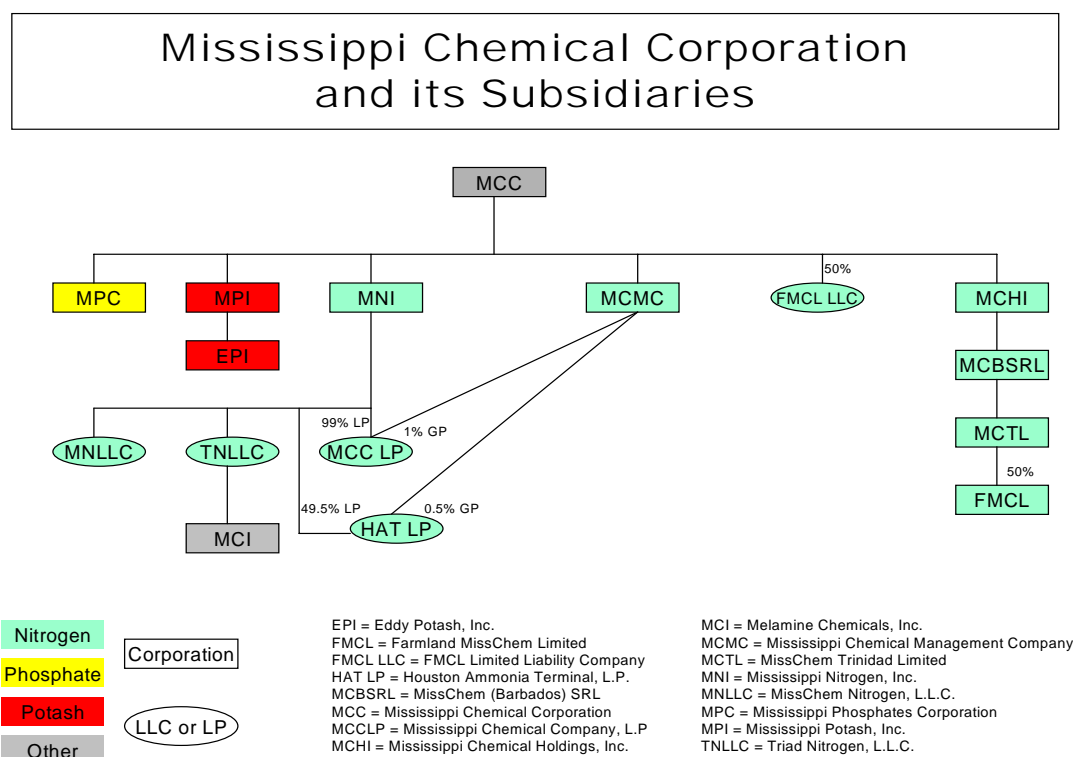 Mississippi Chemical Corporation
and its Subsidiaries
MCC
50%
MPC
MPI
MNI
MCMC
FMCL LLC
MCHI
EPI
MCBSRL
99% LP
1% GP
MNLLC
TNLLC
MCC LP
MCTL
50%
49.5% LP
0.5% GP
FMCL
MCI
HAT LP
Nitrogen
Phosphate
Potash
Other
Corporation
LLC or LP
EPI = Eddy Potash, Inc.
FMCL = Farmland MissChem Limited
FMCL LLC = FMCL Limited Liability Company
HAT LP = Houston Ammonia Terminal, L.P.
MCBSRL = MissChem (Barbados) SRL
MCC = Mississippi Chemical Corporation
MCCLP = Mississippi Chemical Company, L.P
MCHI = Mississippi Chemical Holdings, Inc.
MCI = Melamine Chemicals, Inc.
MCMC = Mississippi Chemical Management Company
MCTL = MissChem Trinidad Limited
MNI = Mississippi Nitrogen, Inc.
MNLLC = MissChem Nitrogen, L.L.C.
MPC = Mississippi Phosphates Corporation
MPI = Mississippi Potash, Inc.
TNLLC = Triad Nitrogen, L.L.C.